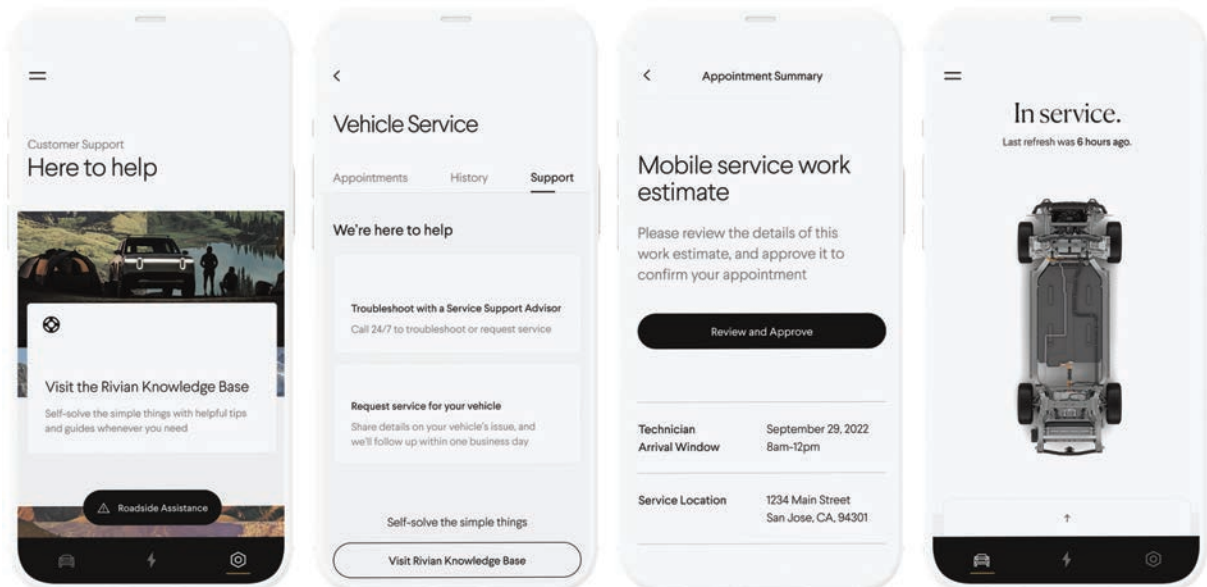 Customer Support
Here to help
Visit the Rivian Knowledge Base
Self-solve the simple things with helpful tips
and guides whenever you need
Roadside Assistance
Vehicle Service
Appointments
History
Support
We're here to help
Troubleshoot with a Service Support Advisor
Call 24/7 to troubleshoot or request service
Request service for your vehicle
Share details on your vehicle's issue, and
we'll follow up within one business day
Self-solve the simple things
Visit Rivian Knowledge Base
Appointment Summary
Mobile service work
estimate
Please review the details of this
work estimate, and approve it to
confirm your appointment
Review and Approve
Technician
Arrival Window
September 29, 2022
8am-12pm
Service Location
1234 Main Street
San Jose, CA, 94301
In service.
Last refresh was 6 hours ago.